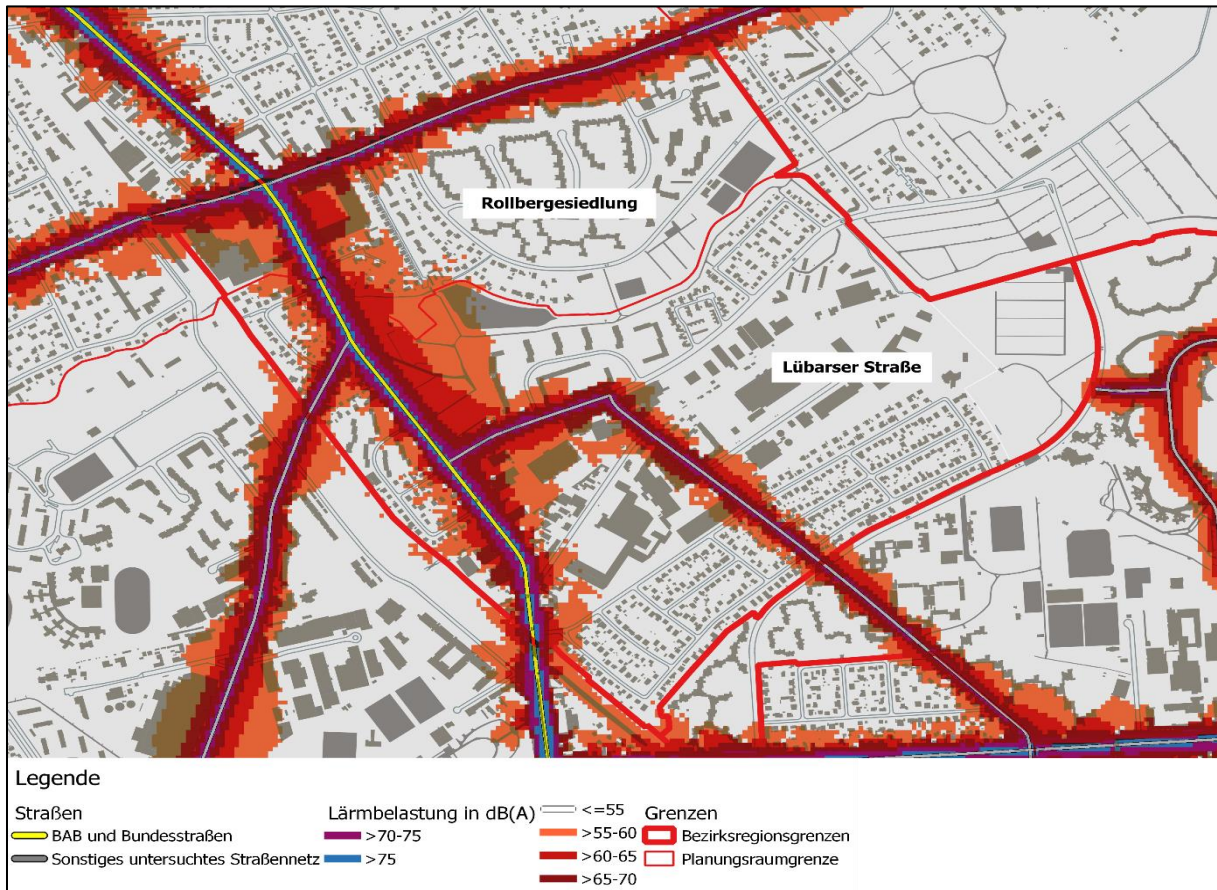 Rollbergesiedlung
Lübarser Straße
Legende
Straßen
BAB und Bundesstraßen
Sonstiges untersuchtes Straßennetz
Lärmbelastung in dB(A)
>70-75
>75
<=55
>55-60
>60-65
>65-70
Grenzen
Bezirksregionsgrenzen
Planungsraumgrenze